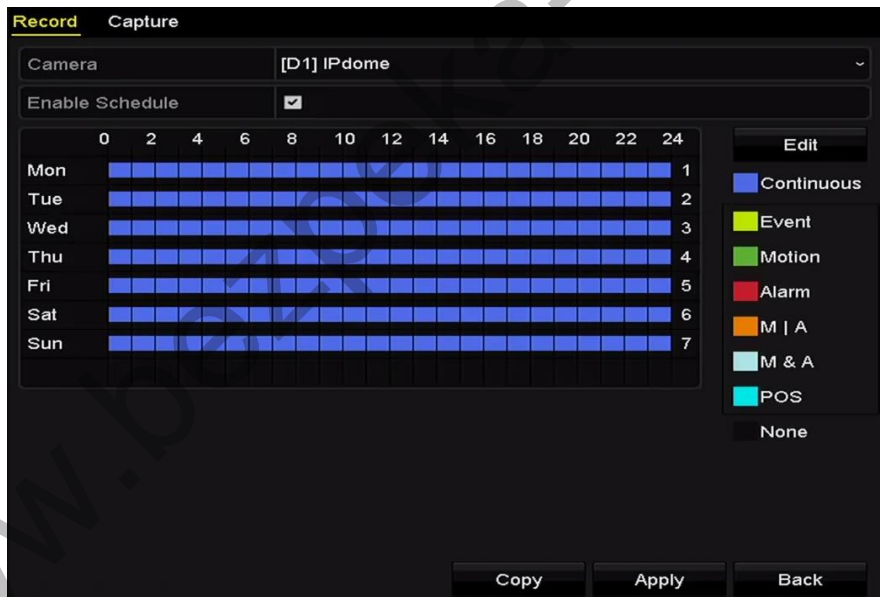 Record Capture
Camera [D1] IPdome
Enable Schedule
0 2 4 6 8 10 12 14 16 18 20 22 24
Mon 1
Tue 2
Wed 3
Thu 4
Fri 5
Sat 6
Sun 7
Edit
Continuous
Event
Motion
Alarm
M | A
M & A
POS
None
Copy Apply Back